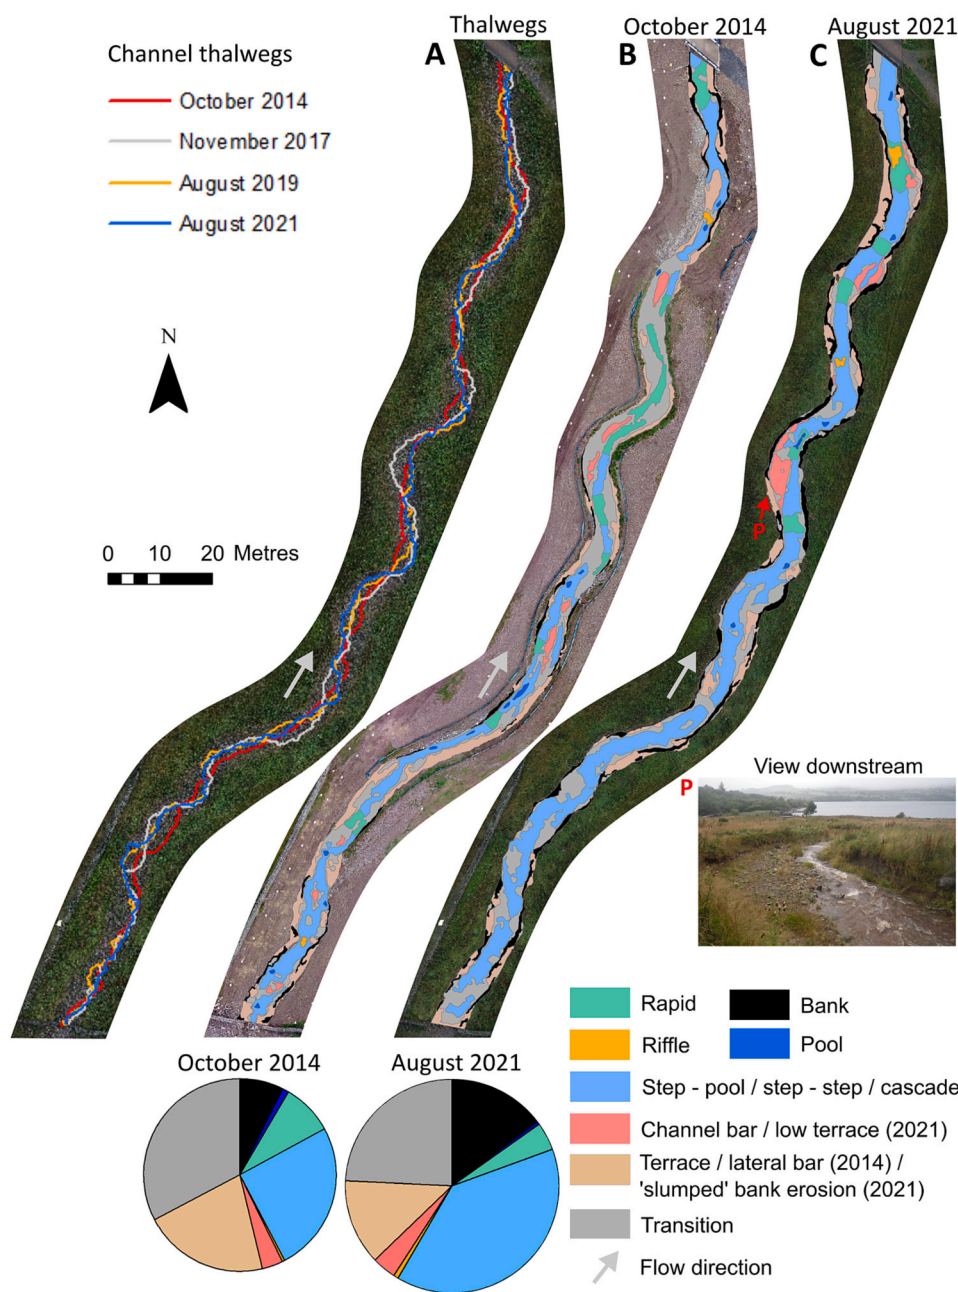 Thalwegs
October 2014
August 2021
A
B
C
Channel thalwegs
October 2014
November 2017
August 2019
August 2021
N
0 10 20 Metres
P
View downstream
P
Rapid
Bank
Riffle
Pool
Step - pool / step - step / cascade
Channel bar / low terrace (2021)
Terrace / lateral bar (2014) /
'slumped' bank erosion (2021)
Transition
Flow direction
October 2014
August 2021